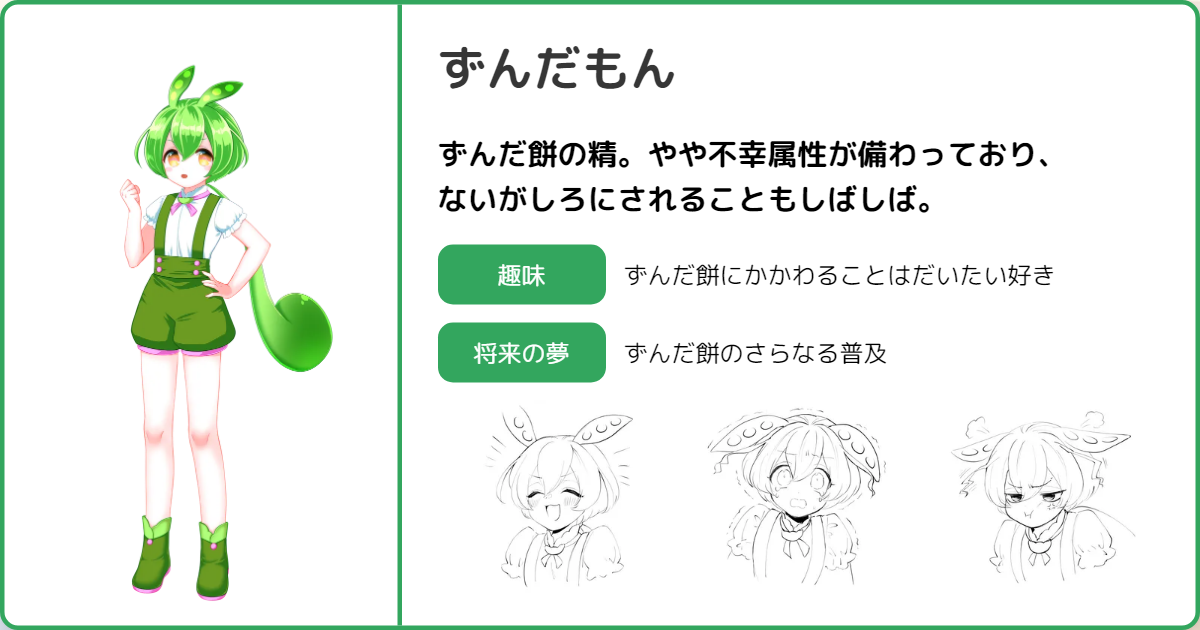 ずんだもん
ずんだ餅の精。やや不幸属性が備わっており、
ないがしろにされることもしばしば。
趣味
ずんだ餅にかかわることはだいたい好き
将来の夢
ずんだ餅のさらなる普及